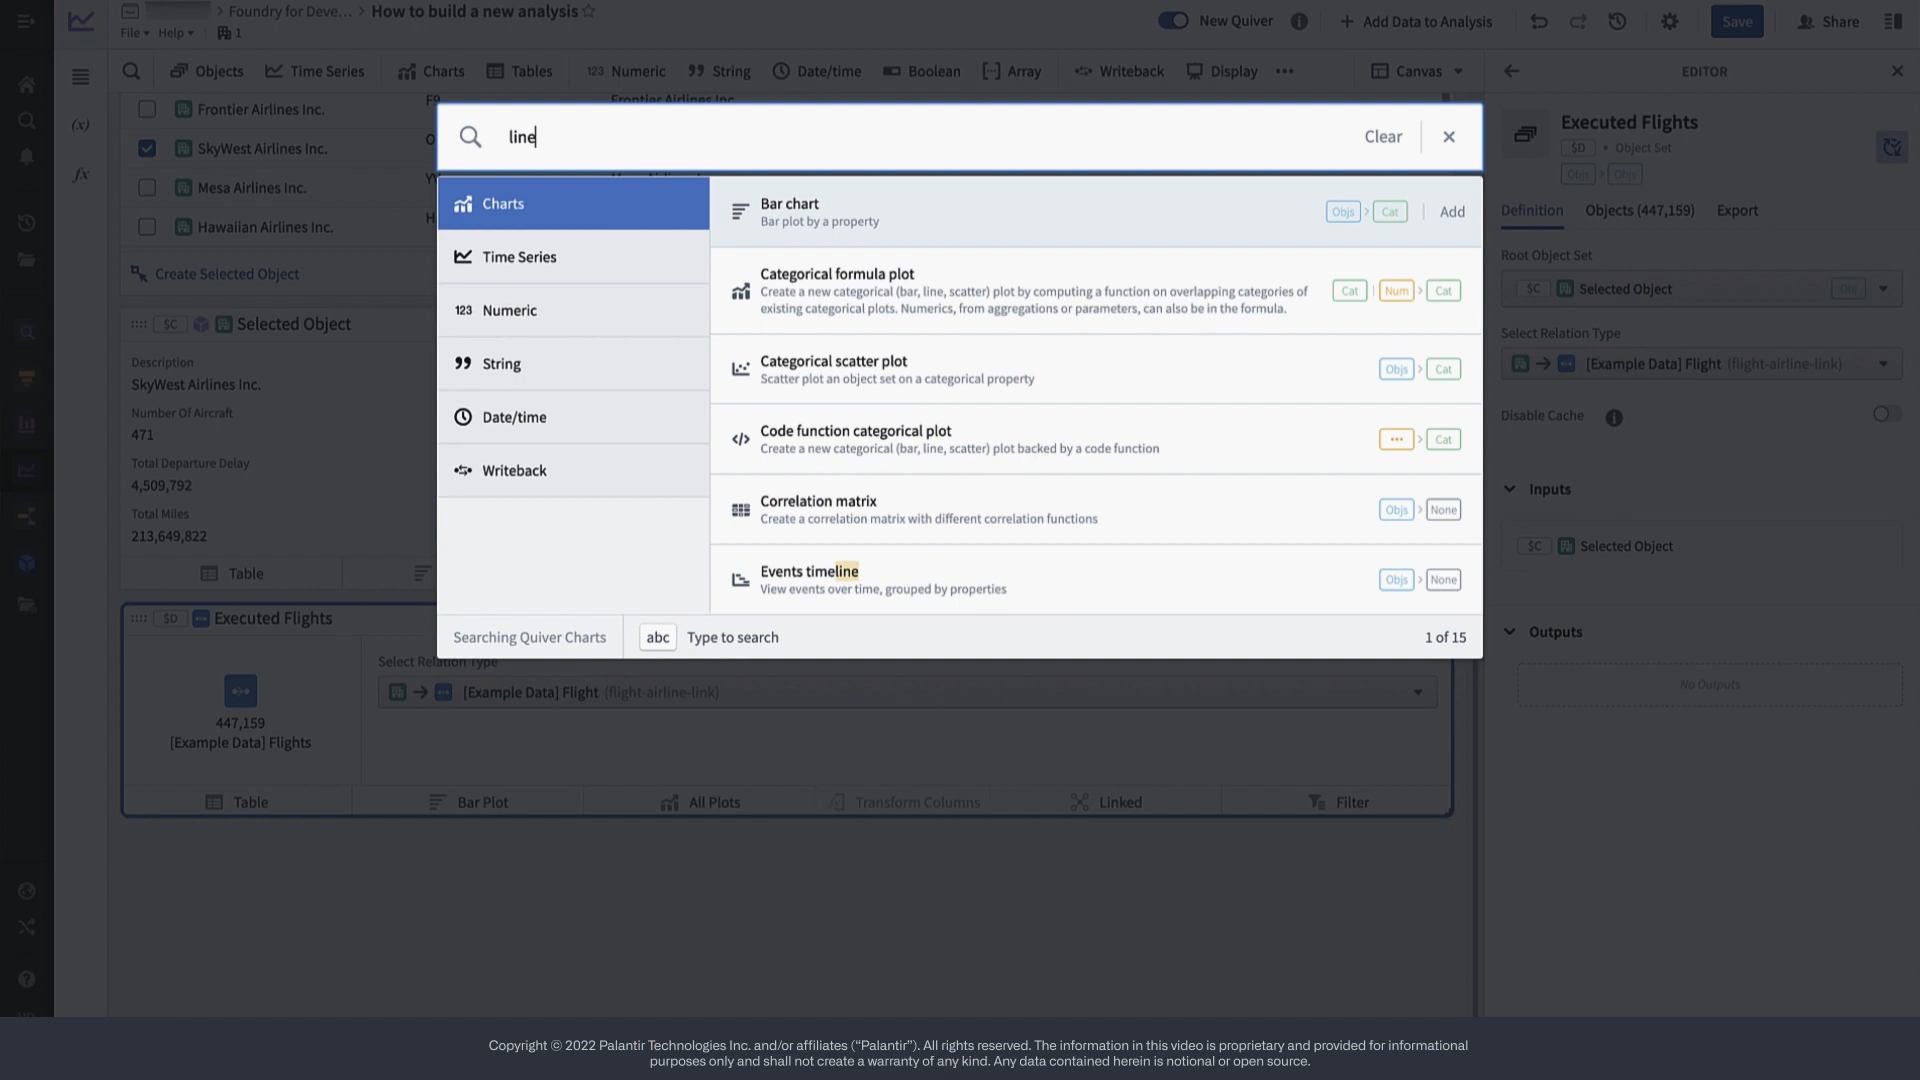 Foundry for Deve... > How to build a new analysis
File Help 1
New Quiver
Add Data to Analysis
Save
Share
Objects Time Series Charts Tables 123 Numeric String Date/time Boolean Array Writeback Display ••• Canvas
EDITOR
Frontier Airlines Inc. F9 Frontier Airlines Inc.
SkyWest Airlines Inc.
Mesa Airlines Inc.
Hawaiian Airlines Inc.
Create Selected Object
$C Selected Object
Description
SkyWest Airlines Inc.
Number Of Aircraft
471
Total Departure Delay
4,509,792
Total Miles
213,649,822
Table
line Clear
Charts
Time Series
123 Numeric
String
Date/time
Writeback
Bar chart
Bar plot by a property
Objs > Cat Add
Categorical formula plot
Create a new categorical (bar, line, scatter) plot by computing a function on overlapping categories of
existing categorical plots. Numerics, from aggregations or parameters, can also be in the formula.
Cat | Num > Cat
Categorical scatter plot
Scatter plot an object set on a categorical property
Objs > Cat
Code function categorical plot
Create a new categorical (bar, line, scatter) plot backed by a code function
••• > Cat
Correlation matrix
Create a correlation matrix with different correlation functions
Objs > None
Events timeline
View events over time, grouped by properties
Objs > None
Searching Quiver Charts abc Type to search 1 of 15
$D Executed Flights
447,159
[Example Data] Flights
Select Relation Type
[Example Data] Flight (flight-airline-link)
Table Bar Plot All Plots Transform Columns Linked Filter
Executed Flights
$D • Object Set
Objs > Objs
Definition Objects (447,159) Export
Root Object Set
$C Selected Object Obj
Select Relation Type
[Example Data] Flight (flight-airline-link)
Disable Cache
Inputs
$C Selected Object
Outputs
No Outputs
Copyright © 2022 Palantir Technologies Inc. and/or affiliates (“Palantir”). All rights reserved. The information in this video is proprietary and provided for informational
purposes only and shall not create a warranty of any kind. Any data contained herein is notional or open source.